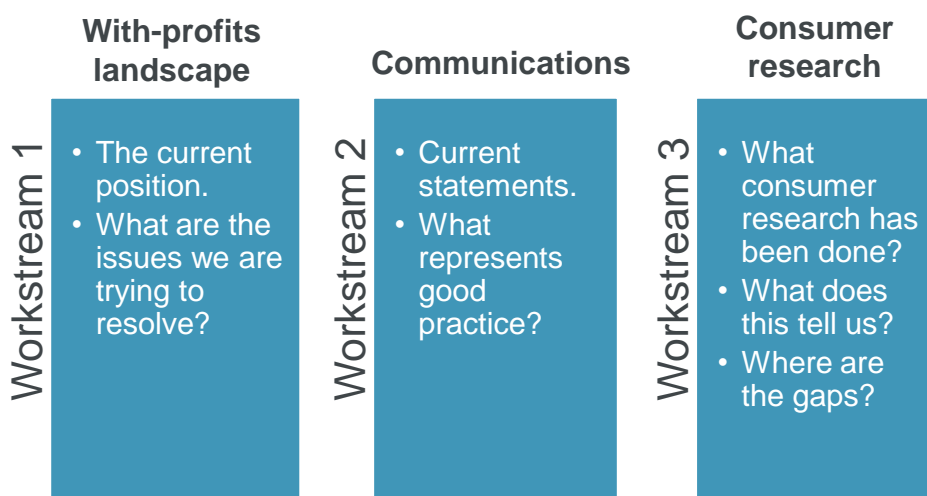 With-profits
landscape
Workstream 1
• The current
position.
• What are the
issues we are
trying to
resolve?
Communications
Workstream 2
• Current
statements.
• What
represents
good
practice?
Consumer
research
Workstream 3
• What
consumer
research has
been done?
• What does
this tell us?
• Where are
the gaps?